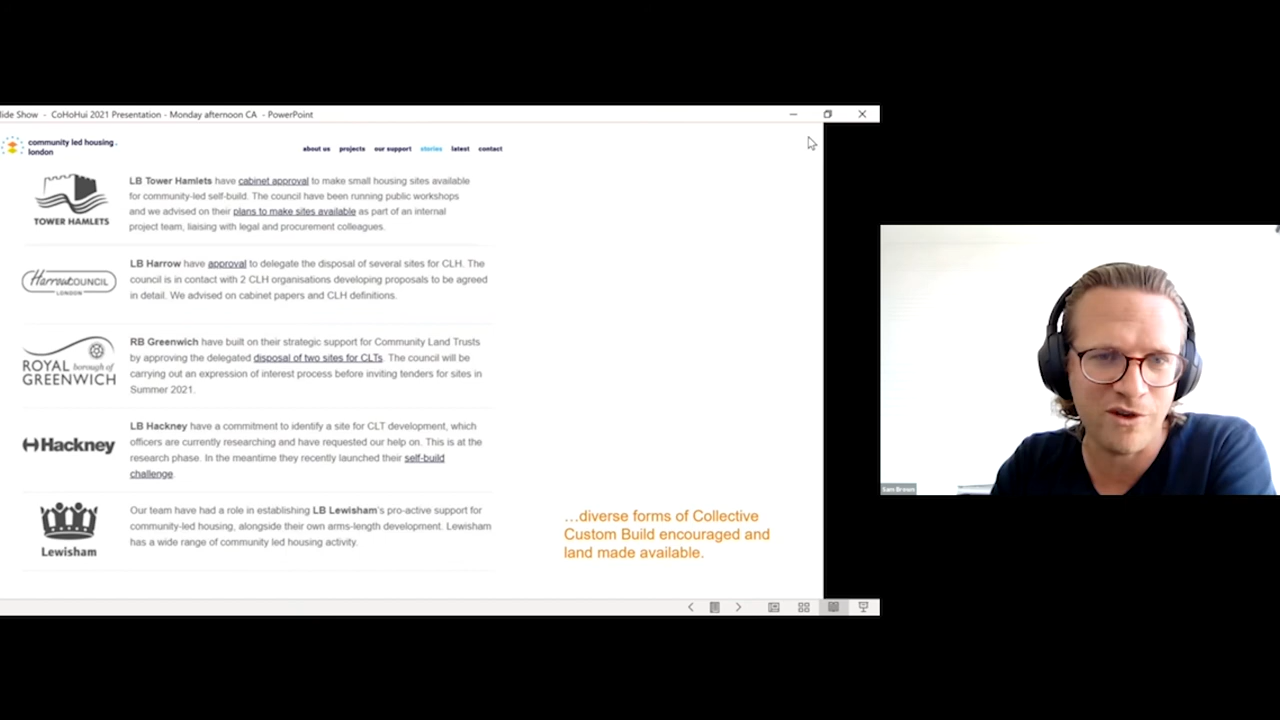 lide Show - CoHoHui 2021 Presentation - Monday afternoon CA - PowerPoint
community led housing.
london
about us projects our support stories latest contact
TOWER HAMLETS
LB Tower Hamlets have cabinet approval to make small housing sites available
for community-led self-build. The council have been running public workshops
and we advised on their plans to make sites available as part of an internal
project team, liaising with legal and procurement colleagues.
Harrow COUNCIL
LONDON
LB Harrow have approval to delegate the disposal of several sites for CLH. The
council is in contact with 2 CLH organisations developing proposals to be agreed
in detail. We advised on cabinet papers and CLH definitions.
ROYAL borough of
GREENWICH
RB Greenwich have built on their strategic support for Community Land Trusts
by approving the delegated disposal of two sites for CLTs. The council will be
carrying out an expression of interest process before inviting tenders for sites in
Summer 2021.
Hackney
LB Hackney have a commitment to identify a site for CLT development, which
officers are currently researching and have requested our help on. This is at the
research phase. In the meantime they recently launched their self-build
challenge.
Lewisham
Our team have had a role in establishing LB Lewisham's pro-active support for
community-led housing, alongside their own arms-length development. Lewisham
has a wide range of community led housing activity.
...diverse forms of Collective
Custom Build encouraged and
land made available.
Sam Brown